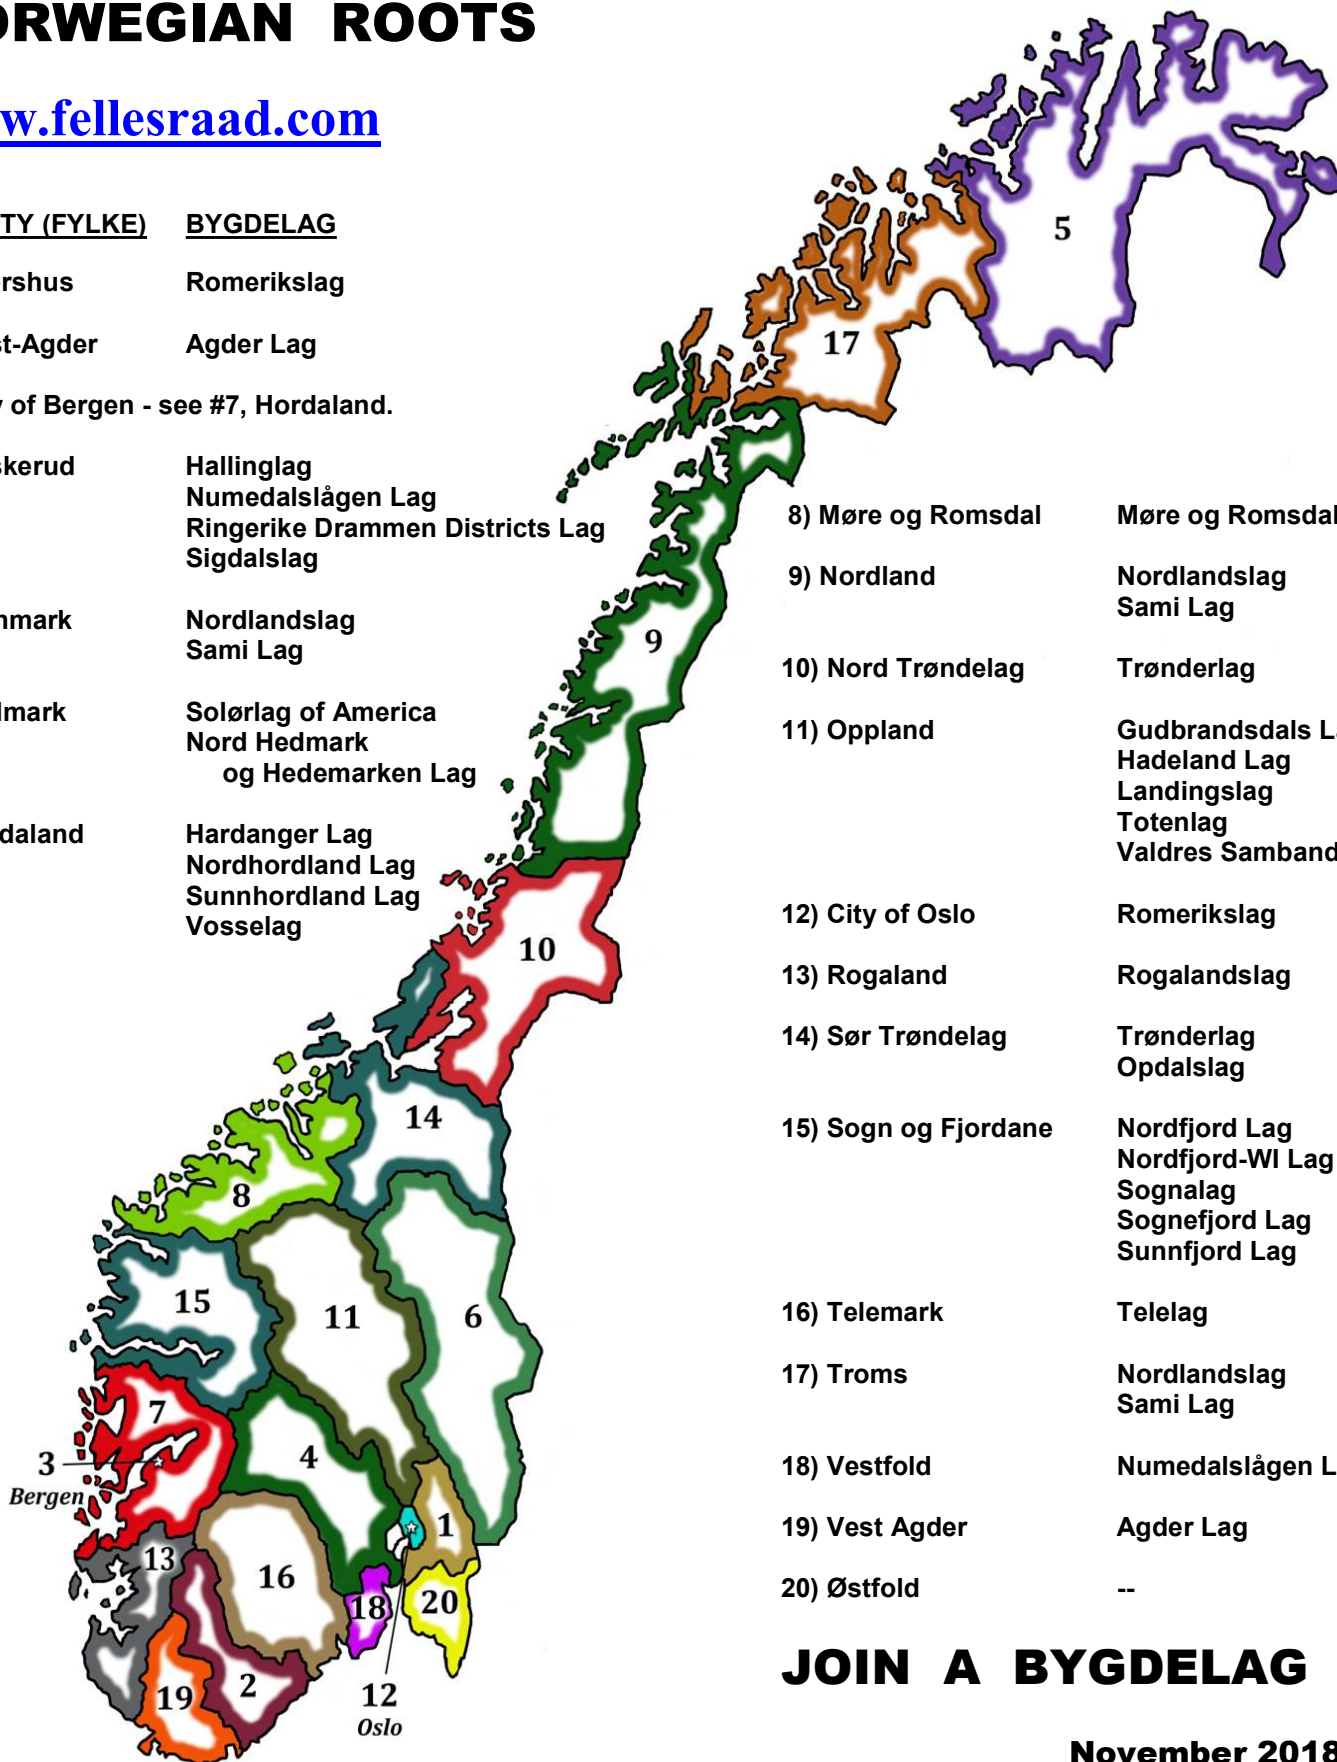 ORWEGIAN ROOTS
w.fellesraad.com
TY (FYLKE) BYGDELAG
rshus Romerikslag
st-Agder Agder Lag
y of Bergen - see #7, Hordaland.
skerud Hallinglag
Numedalslågen Lag
Ringerike Drammen Districts Lag
Sigdalslag
nmark Nordlandslag
Sami Lag
dmark Solørlag of America
Nord Hedmark
og Hedemarken Lag
daland Hardanger Lag
Nordhordland Lag
Sunnhordland Lag
Vosselag
8) Møre og Romsdal Møre og Romsdal
9) Nordland Nordlandslag
Sami Lag
10) Nord Trøndelag Trønderlag
11) Oppland Gudbrandsdals La
Hadeland Lag
Landingslag
Totenlag
Valdres Samband
12) City of Oslo Romerikslag
13) Rogaland Rogalandslag
14) Sør Trøndelag Trønderlag
Opdalslag
15) Sogn og Fjordane Nordfjord Lag
Nordfjord-WI Lag
Sognalag
Sognefjord Lag
Sunnfjord Lag
16) Telemark Telelag
17) Troms Nordlandslag
Sami Lag
18) Vestfold Numedalslågen L
19) Vest Agder Agder Lag
20) Østfold --
JOIN A BYGDELAG
November 2018
5
17
9
10
14
8
15
11
6
7
3
Bergen
4
1
13
16
18
20
2
19
12
Oslo